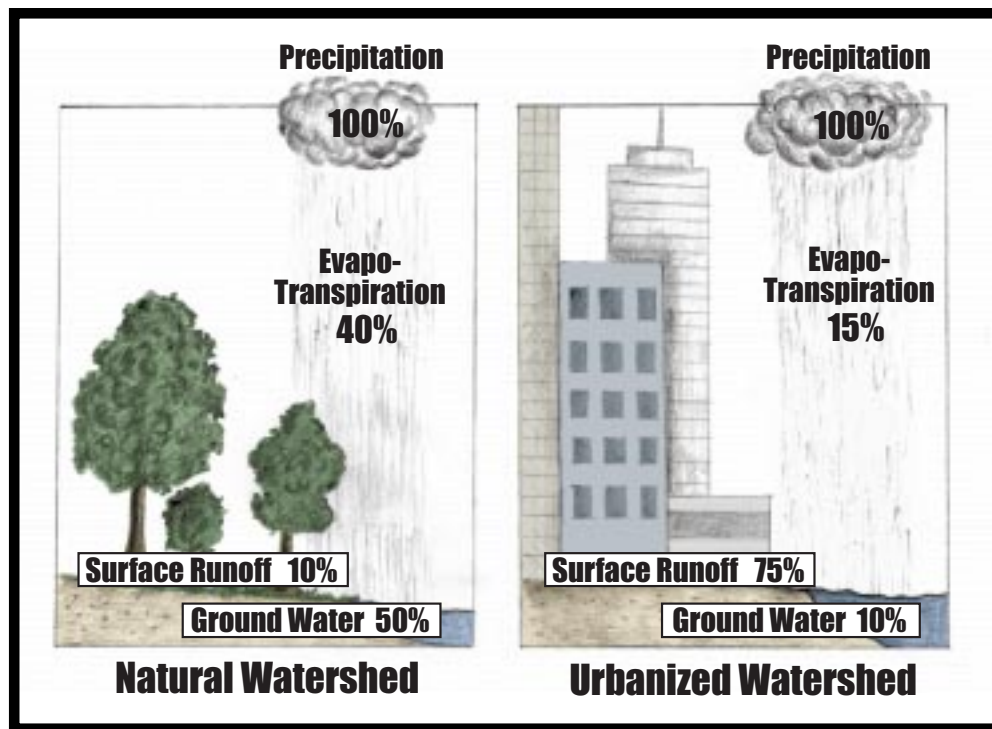 Precipitation
100%
Evapo-
Transpiration
40%
Surface Runoff 10%
Ground Water 50%
Natural Watershed
Precipitation
100%
Evapo-
Transpiration
15%
Surface Runoff 75%
Ground Water 10%
Urbanized Watershed